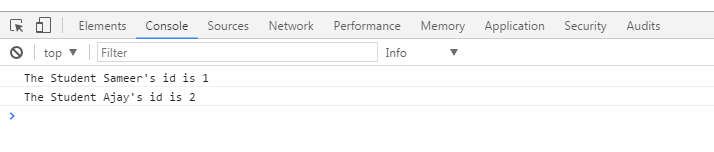 Elements Console Sources Network Performance Memory Application Security Audits
top ▼ Filter Info ▼
The Student Sameer's id is 1
The Student Ajay's id is 2
>